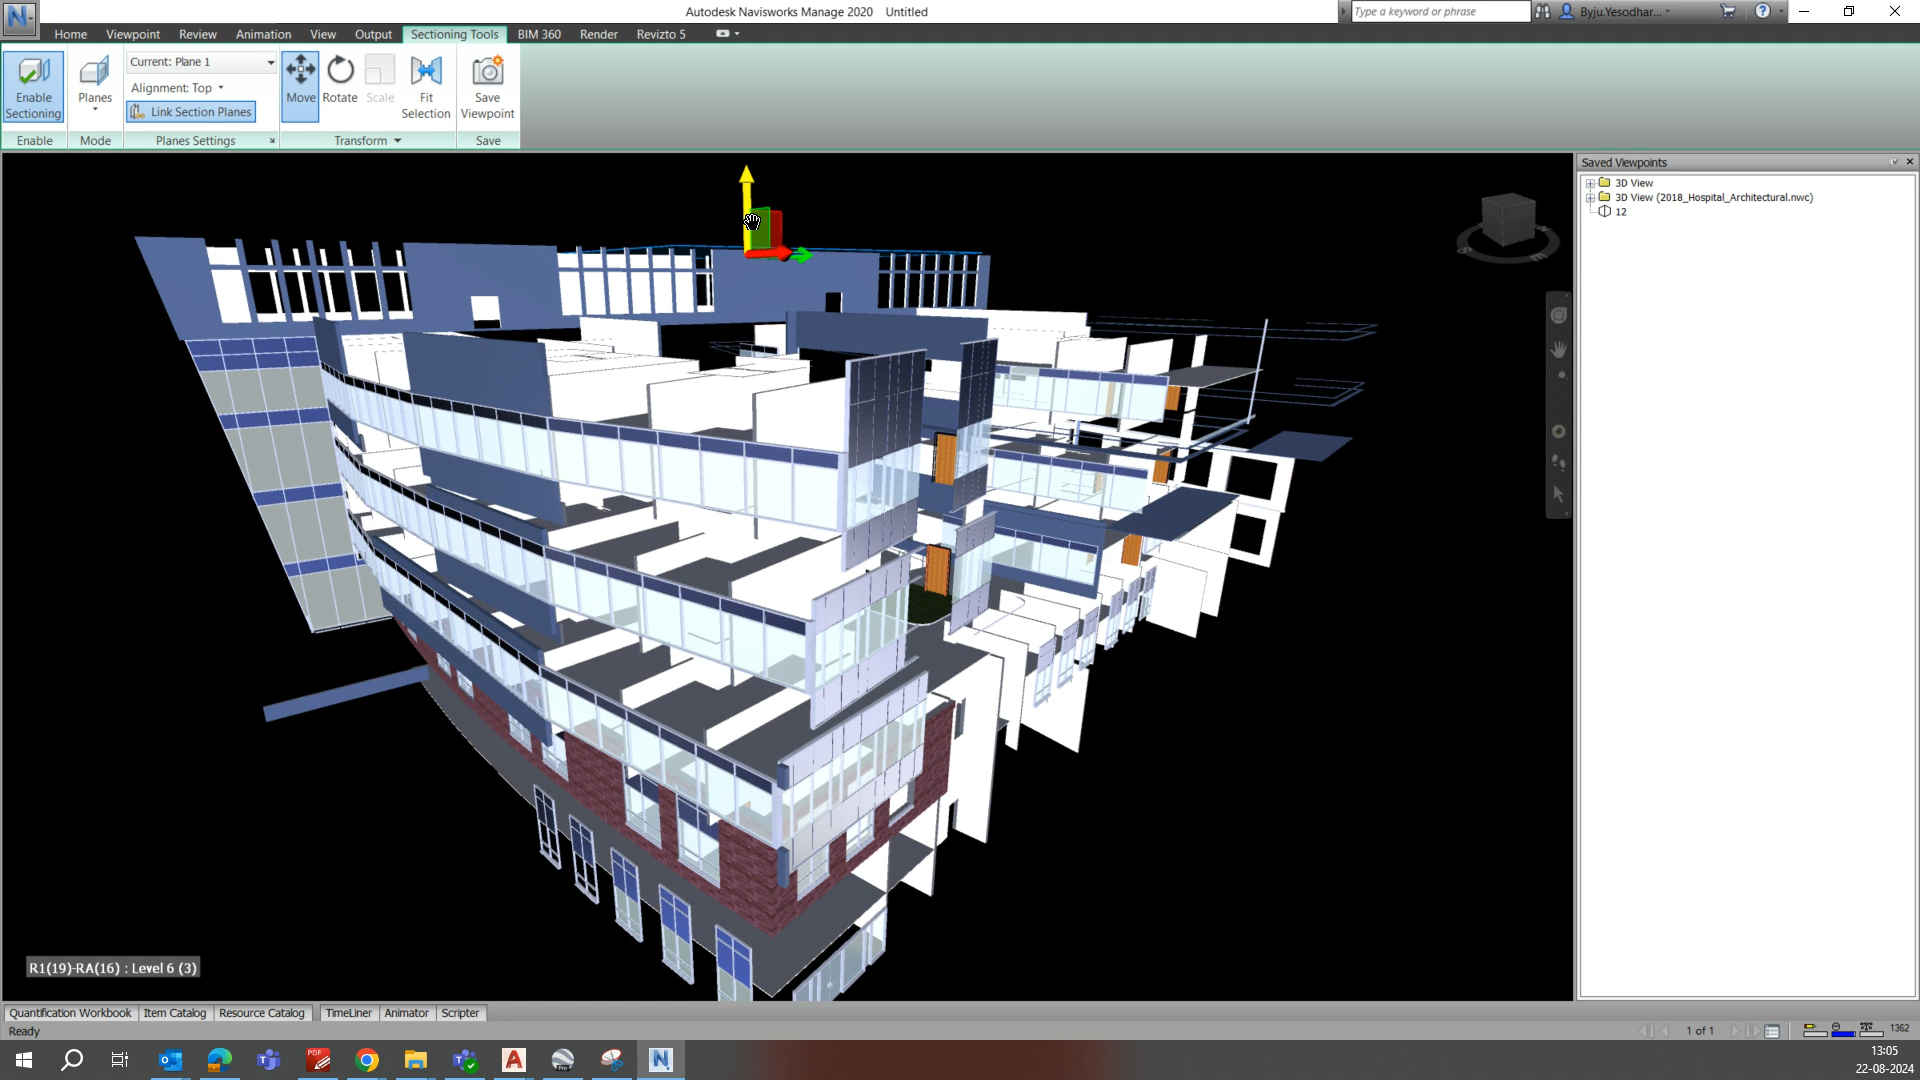 Autodesk Navisworks Manage 2020 Untitled
Type a keyword or phrase
Byju.Yesodhar...
Home Viewpoint Review Animation View Output Sectioning Tools BIM 360 Render Revizto 5
Enable Sectioning
Planes
Current: Plane 1
Alignment: Top
Link Section Planes
Move Rotate Scale
Fit Selection
Save Viewpoint
Enable Mode Planes Settings Transform Save
Saved Viewpoints
3D View
3D View (2018_Hospital_Architectural.nwc)
12
R1(19)-RA(16) : Level 6 (3)
Quantification Workbook Item Catalog Resource Catalog TimeLiner Animator Scripter
Ready
1 of 1
1362
13:05
22-08-2024